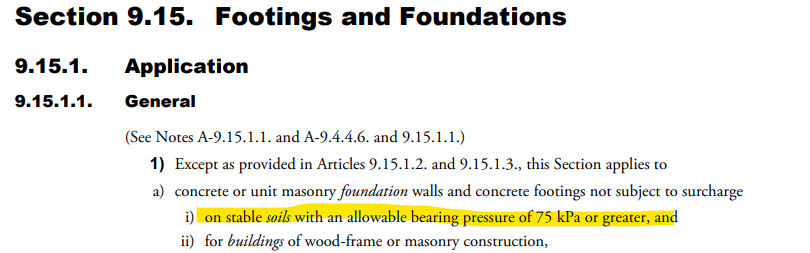 Section 9.15. Footings and Foundations
9.15.1. Application
9.15.1.1. General
(See Notes A-9.15.1.1. and A-9.4.4.6. and 9.15.1.1.)
1) Except as provided in Articles 9.15.1.2. and 9.15.1.3., this Section applies to
a) concrete or unit masonry foundation walls and concrete footings not subject to surcharge
i) on stable soils with an allowable bearing pressure of 75 kPa or greater, and
ii) for buildings of wood-frame or masonry construction,